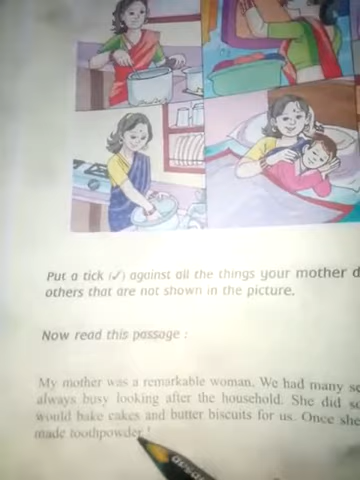 Put a tick (✓) against all the things your mother d
others that are not shown in the picture.
Now read this passage :
My mother was a remarkable woman. We had many se
always busy looking after the household. She did so
would bake cakes and butter biscuits for us. Once she
made toothpowder !